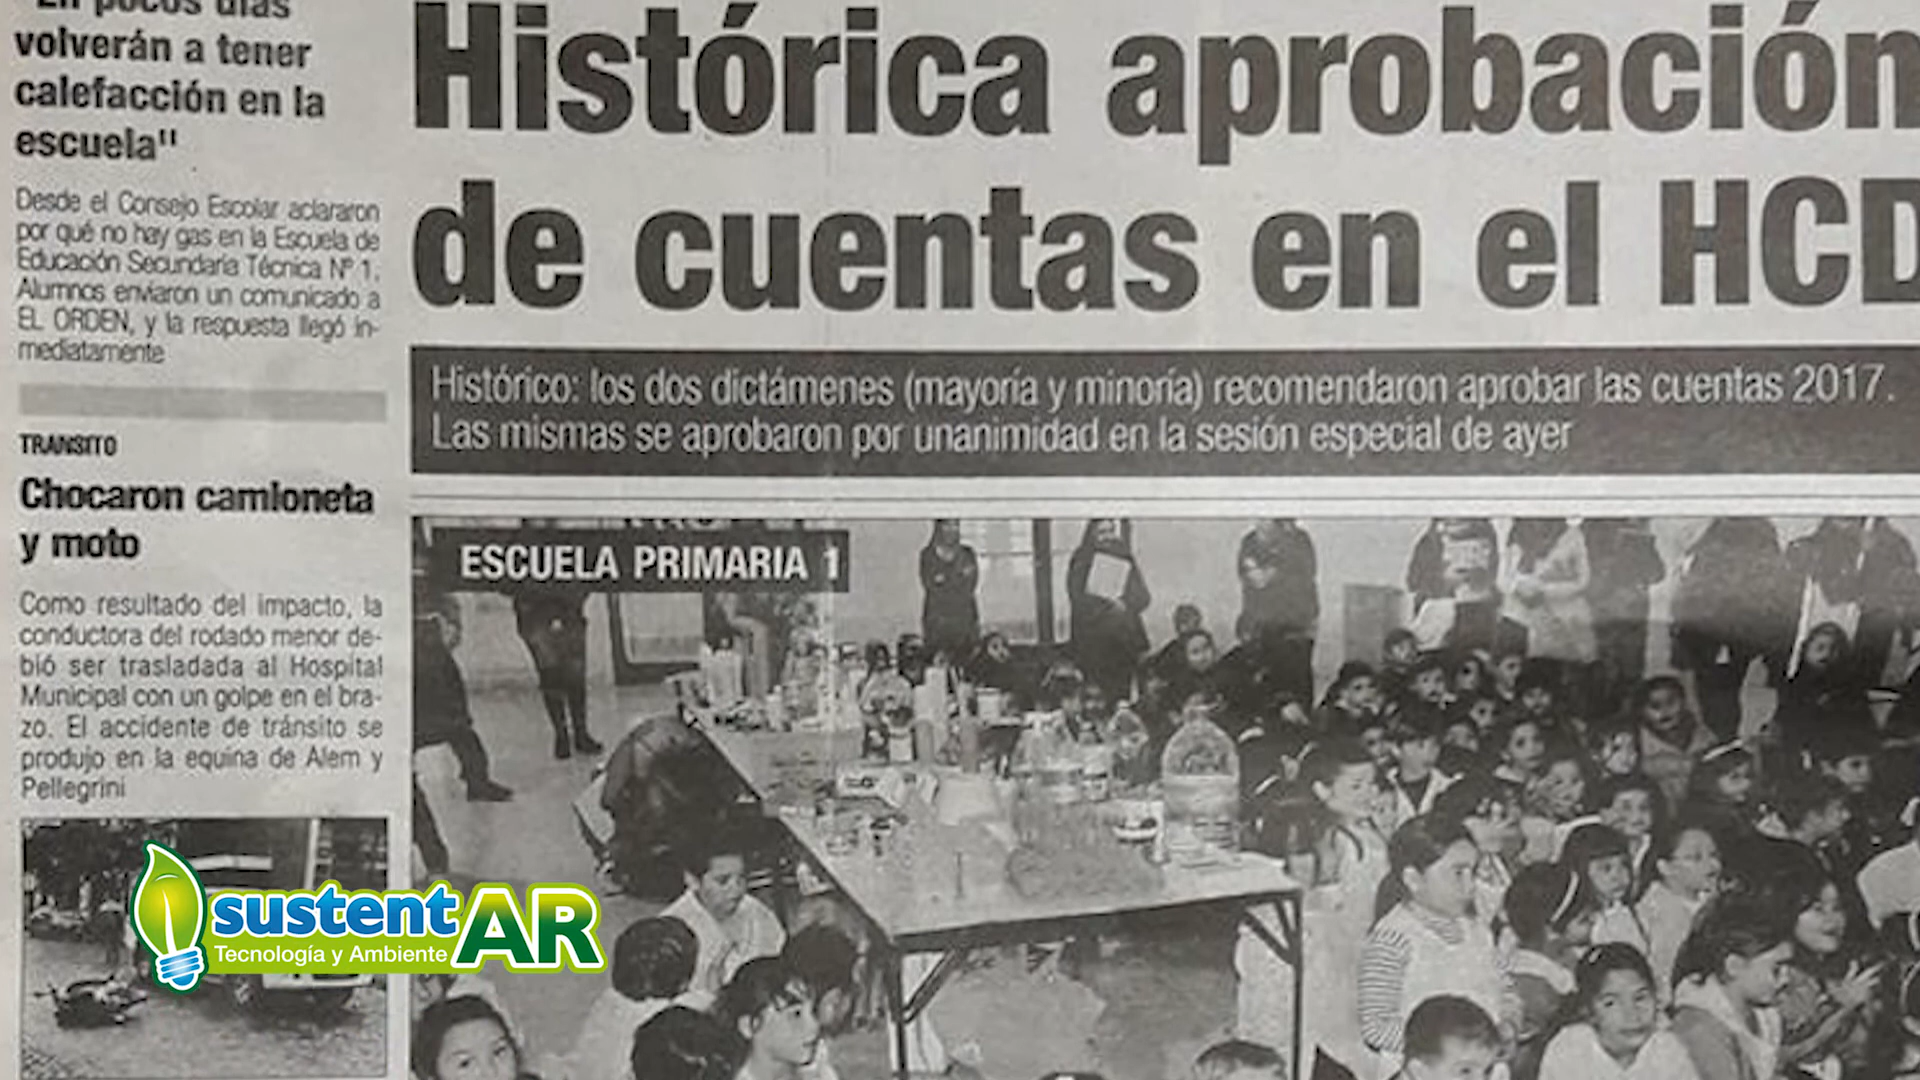 "En pocos días
volverán a tener
calefacción en la
escuela"
Desde el Consejo Escolar aclararon
por qué no hay gas en la Escuela de
Educación Secundaria Técnica Nº 1.
Alumnos enviaron un comunicado a
EL ORDEN, y la respuesta llegó in-
mediatamente
TRANSITO
Chocaron camioneta
y moto
Como resultado del impacto, la
conductora del rodado menor de-
bió ser trasladada al Hospital
Municipal con un golpe en el bra-
zo. El accidente de tránsito se
produjo en la equina de Alem y
Pellegrini
Histórica aprobación
de cuentas en el HCD
Histórico: los dos dictámenes (mayoría y minoría) recomendaron aprobar las cuentas 2017.
Las mismas se aprobaron por unanimidad en la sesión especial de ayer
ESCUELA PRIMARIA 1
sustentAR
Tecnología y Ambiente